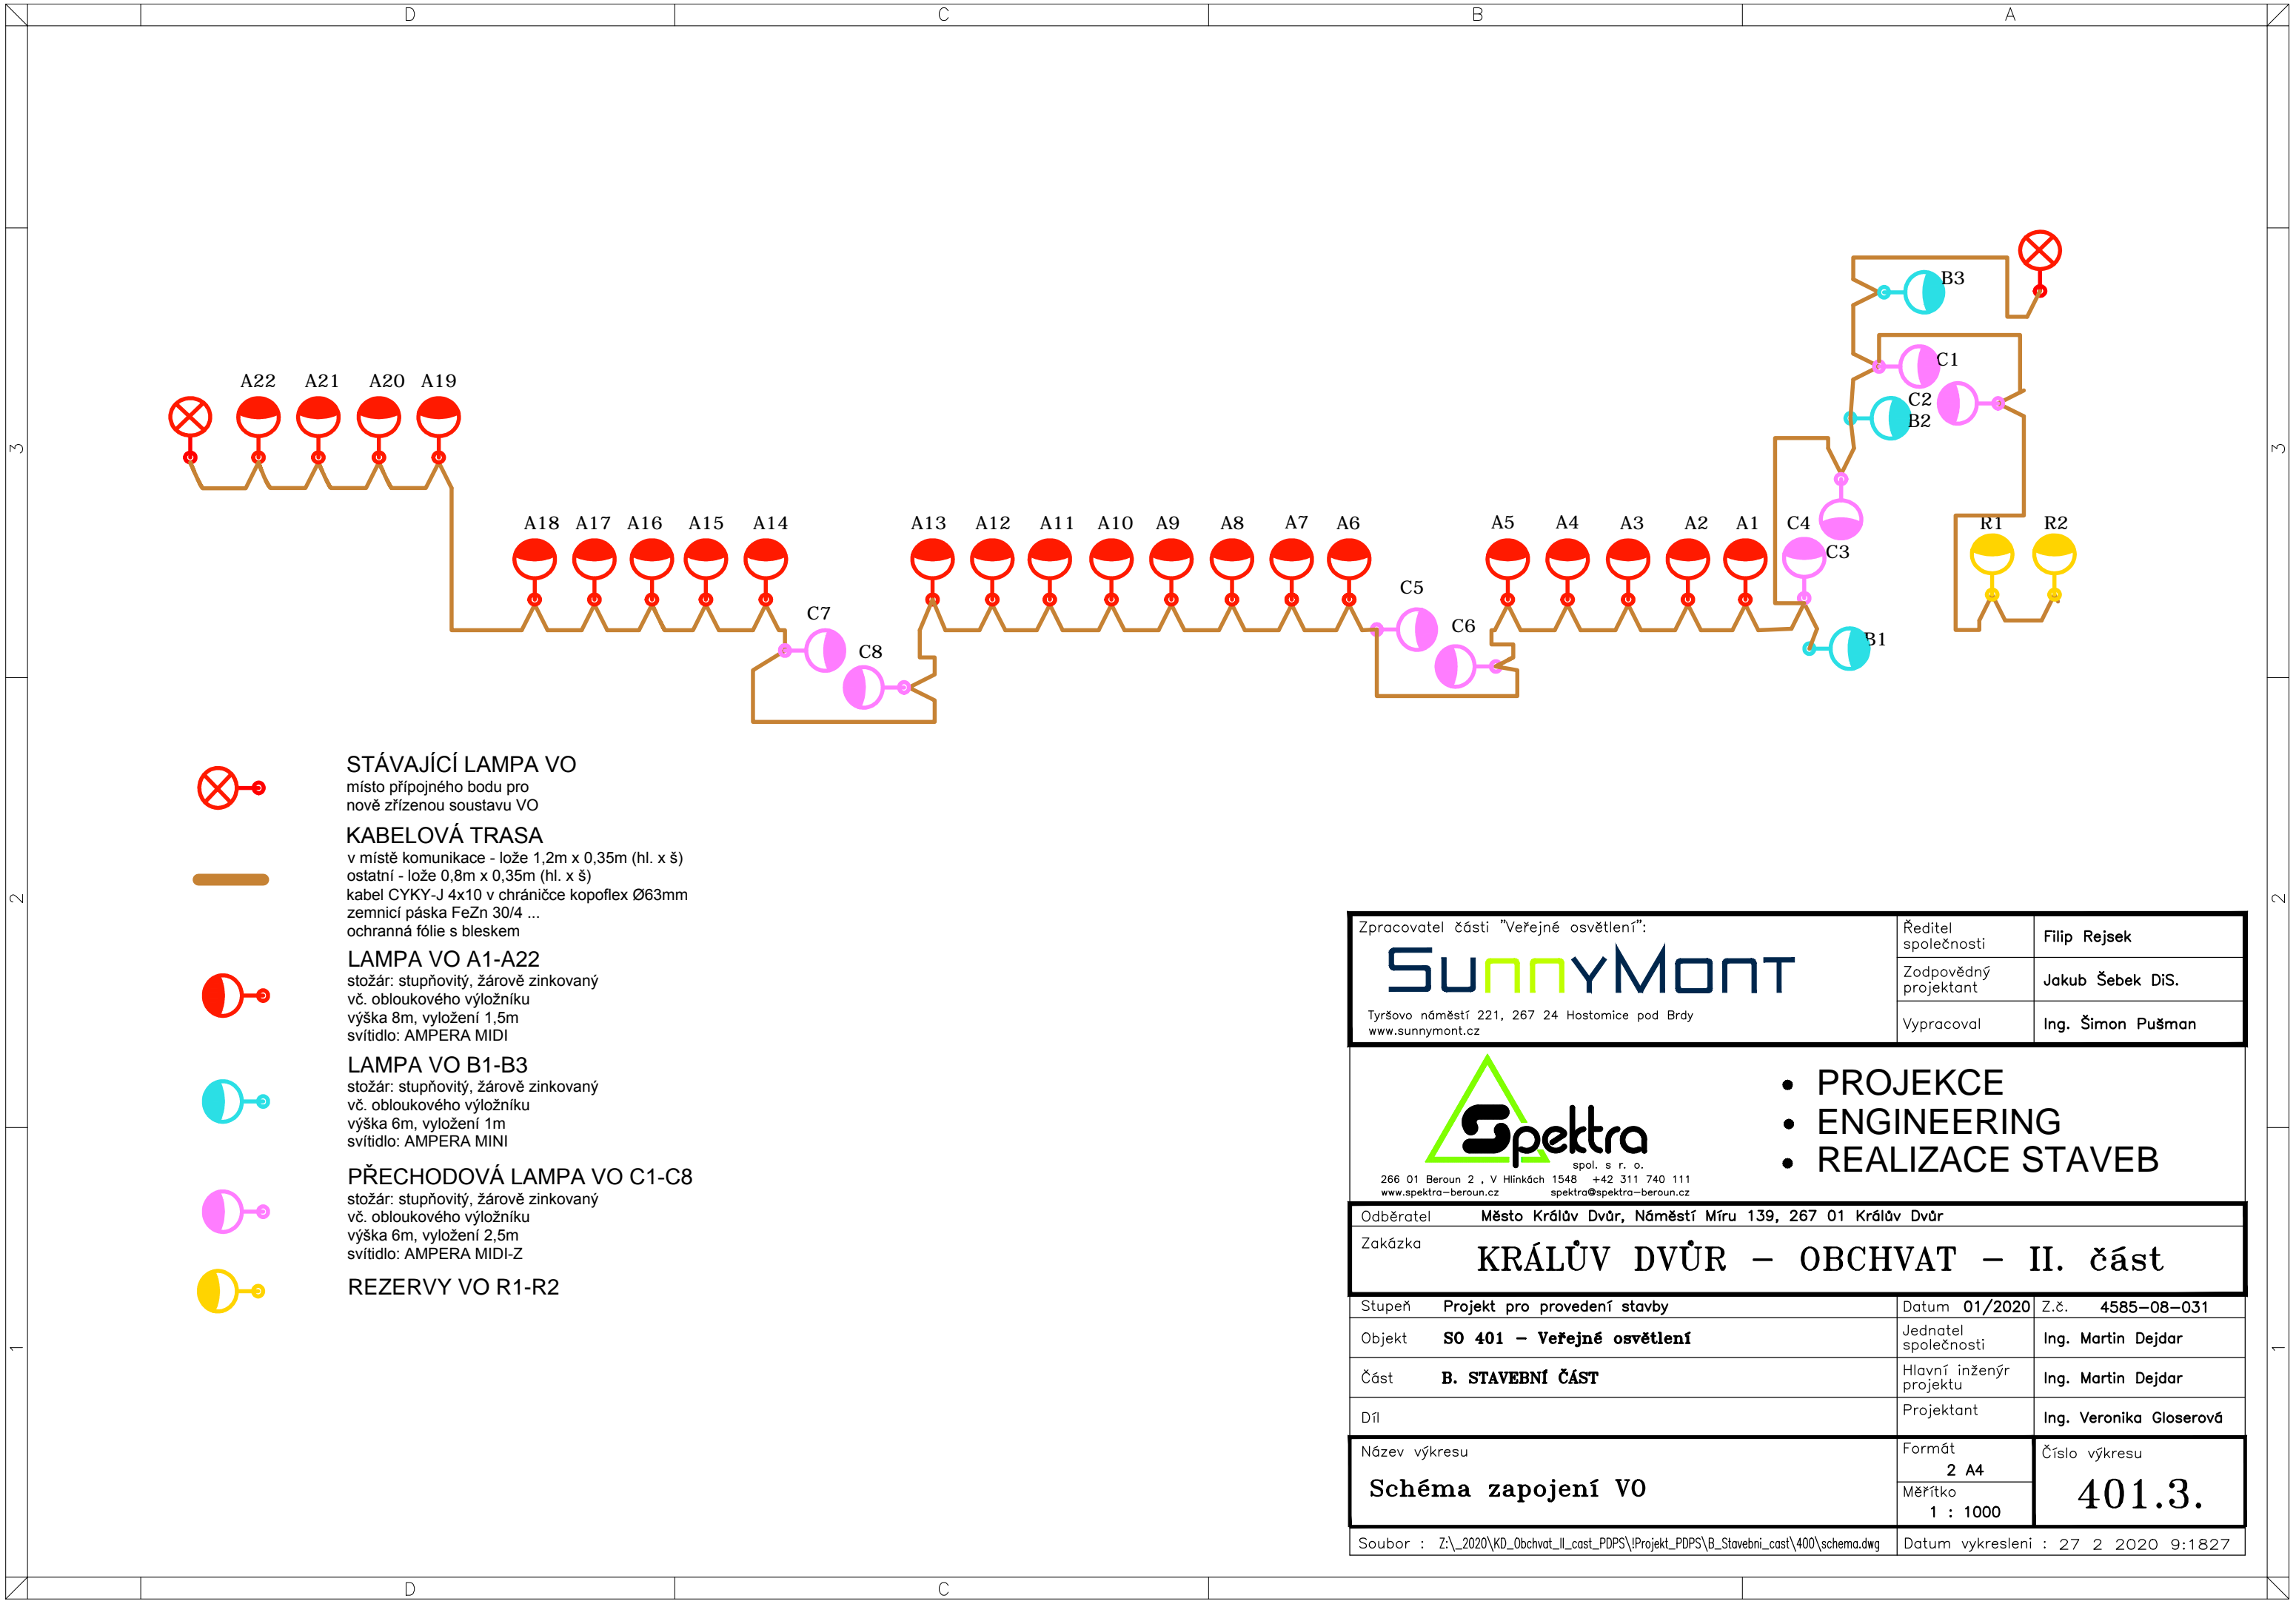 D C B A
3
3
2
2
1
1
B3
C1
C2
B2
A22 A21 A20 A19
A18 A17 A16 A15 A14 A13 A12 A11 A10 A9 A8 A7 A6 A5 A4 A3 A2 A1 C4 R1 R2
C3
C5
C7
C6
B1
C8
STÁVAJÍCÍ LAMPA VO
místo přípojného bodu pro
nově zřízenou soustavu VO
KABELOVÁ TRASA
v místě komunikace - lože 1,2m x 0,35m (hl. x š)
ostatní - lože 0,8m x 0,35m (hl. x š)
kabel CYKY-J 4x10 v chráničce kopoflex Ø63mm
zemnicí páska FeZn 30/4 ...
ochranná fólie s bleskem
LAMPA VO A1-A22
stožár: stupňovitý, žárově zinkovaný
vč. obloukového výložníku
výška 8m, vyložení 1,5m
svítidlo: AMPERA MIDI
LAMPA VO B1-B3
stožár: stupňovitý, žárově zinkovaný
vč. obloukového výložníku
výška 6m, vyložení 1m
svítidlo: AMPERA MINI
PŘECHODOVÁ LAMPA VO C1-C8
stožár: stupňovitý, žárově zinkovaný
vč. obloukového výložníku
výška 6m, vyložení 2,5m
svítidlo: AMPERA MIDI-Z
REZERVY VO R1-R2
Zpracovatel části "Veřejné osvětlení":
SunnyMont
Tyršovo náměstí 221, 267 24 Hostomice pod Brdy
www.sunnymont.cz
Ředitel
společnosti
Filip Rejsek
Zodpovědný
projektant
Jakub Šebek DiS.
Vypracoval
Ing. Šimon Pušman
Spektra
spol. s r. o.
266 01 Beroun 2 , V Hlinkách 1548 +42 311 740 111
www.spektra-beroun.cz spektra@spektra-beroun.cz
• PROJEKCE
• ENGINEERING
• REALIZACE STAVEB
Odběratel Město Králův Dvůr, Náměstí Míru 139, 267 01 Králův Dvůr
Zakázka
KRÁLŮV DVŮR - OBCHVAT - II. část
Stupeň Projekt pro provedení stavby
Datum 01/2020 Z.č. 4585-08-031
Objekt SO 401 - Veřejné osvětlení
Jednatel
společnosti
Ing. Martin Dejdar
Část B. STAVEBNÍ ČÁST
Hlavní inženýr
projektu
Ing. Martin Dejdar
Díl
Projektant
Ing. Veronika Gloserová
Název výkresu
Schéma zapojení VO
Formát
2 A4
Měřítko
1 : 1000
Číslo výkresu
401.3.
Soubor : Z:\_2020\KD_Obchvat_II_cast_PDPS\!Projekt_PDPS\B_Stavebni_cast\400\schema.dwg
Datum vykreslení : 27 2 2020 9:1827
D C